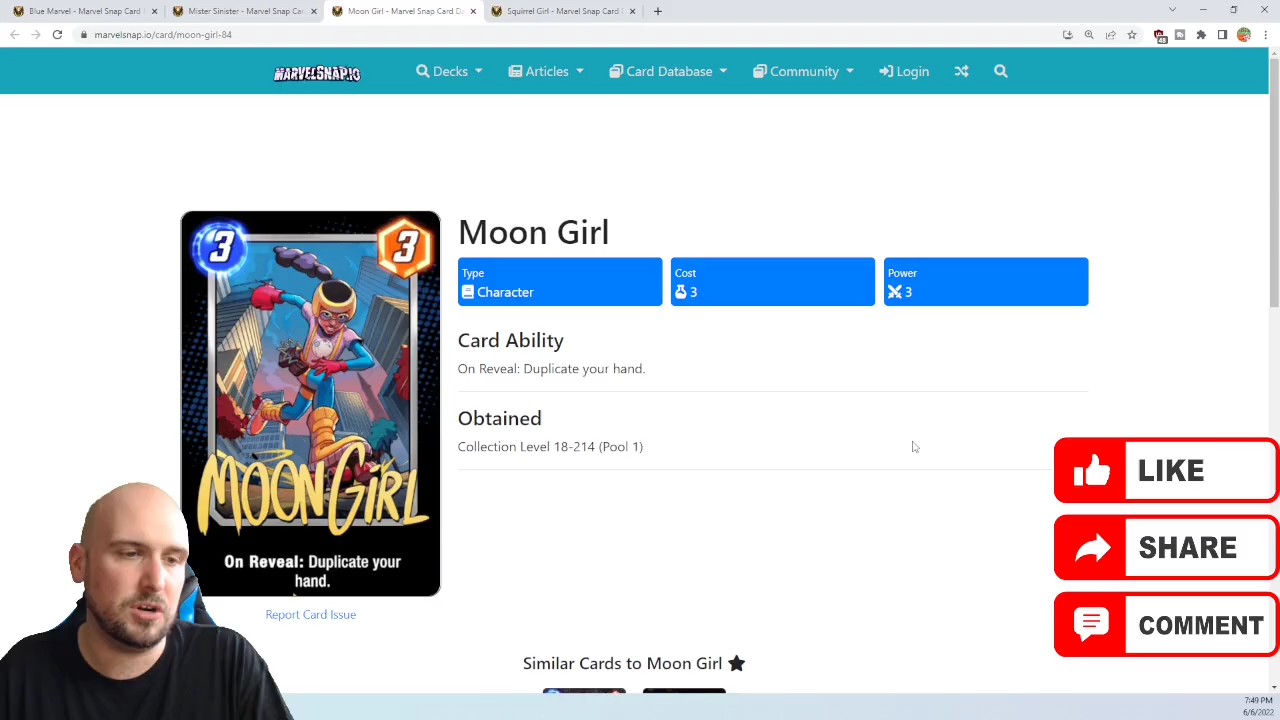 Blue Marvel - Marvel Snap Card
Mister Sinister - Marvel Snap Car
Moon Girl - Marvel Snap Card D
Squirrel Girl - Marvel Snap Card
marvelsnap.io/card/moon-girl-84
MARVELSNAP.IO
Decks
Articles
Card Database
Community
Login
3
3
MOON GIRL
On Reveal: Duplicate your
hand.
Report Card Issue
Moon Girl
Type
Character
Cost
3
Power
3
Card Ability
On Reveal: Duplicate your hand.
Obtained
Collection Level 18-214 (Pool 1)
Similar Cards to Moon Girl
LIKE
SHARE
COMMENT
7:49 PM
6/6/2022